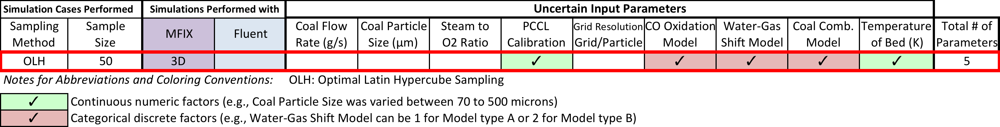 Simulation Cases Performed Simulations Performed with Uncertain Input Parameters
Sampling Method Sample Size MFIX Fluent Coal Flow Rate (g/s) Coal Particle Size (µm) Steam to O2 Ratio PCCL Calibration Grid Resolution Grid/Particle CO Oxidation Model Water-Gas Shift Model Coal Comb. Model Temperature of Bed (K) Total # of Parameters
OLH 50 3D ✓ ✓ ✓ ✓ ✓ 5
Notes for Abbreviations and Coloring Conventions: OLH: Optimal Latin Hypercube Sampling
✓ Continuous numeric factors (e.g., Coal Particle Size was varied between 70 to 500 microns)
✓ Categorical discrete factors (e.g., Water-Gas Shift Model can be 1 for Model type A or 2 for Model type B)